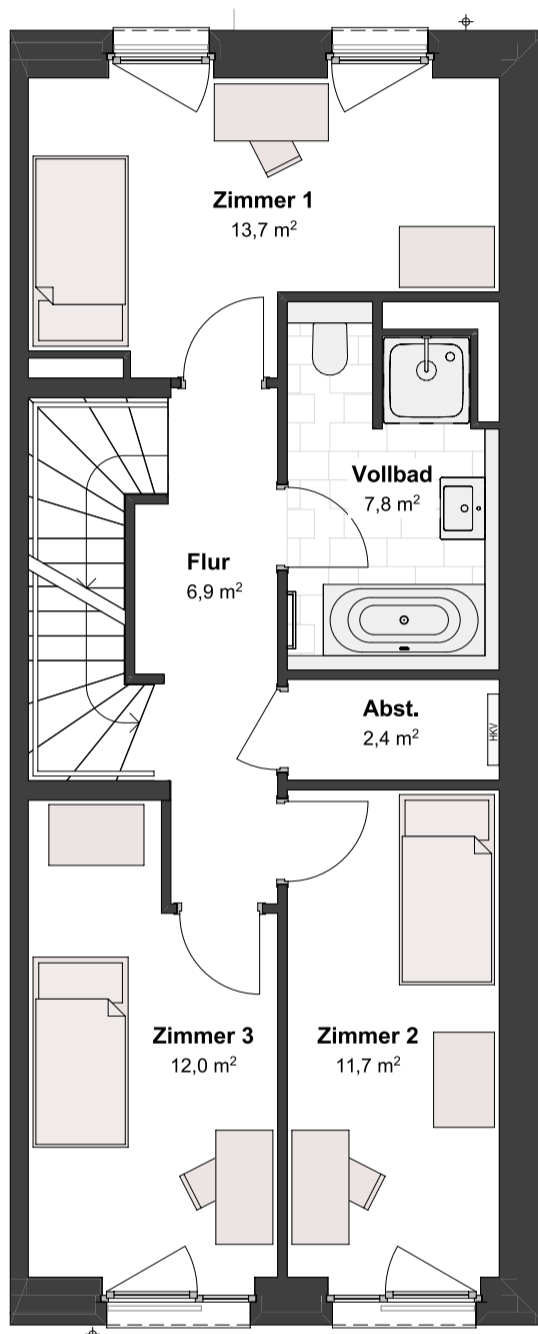 Zimmer 1
13,7 m²
Vollbad
7,8 m²
Flur
6,9 m²
Abst.
2,4 m²
HKV
Zimmer 3
12,0 m²
Zimmer 2
11,7 m²